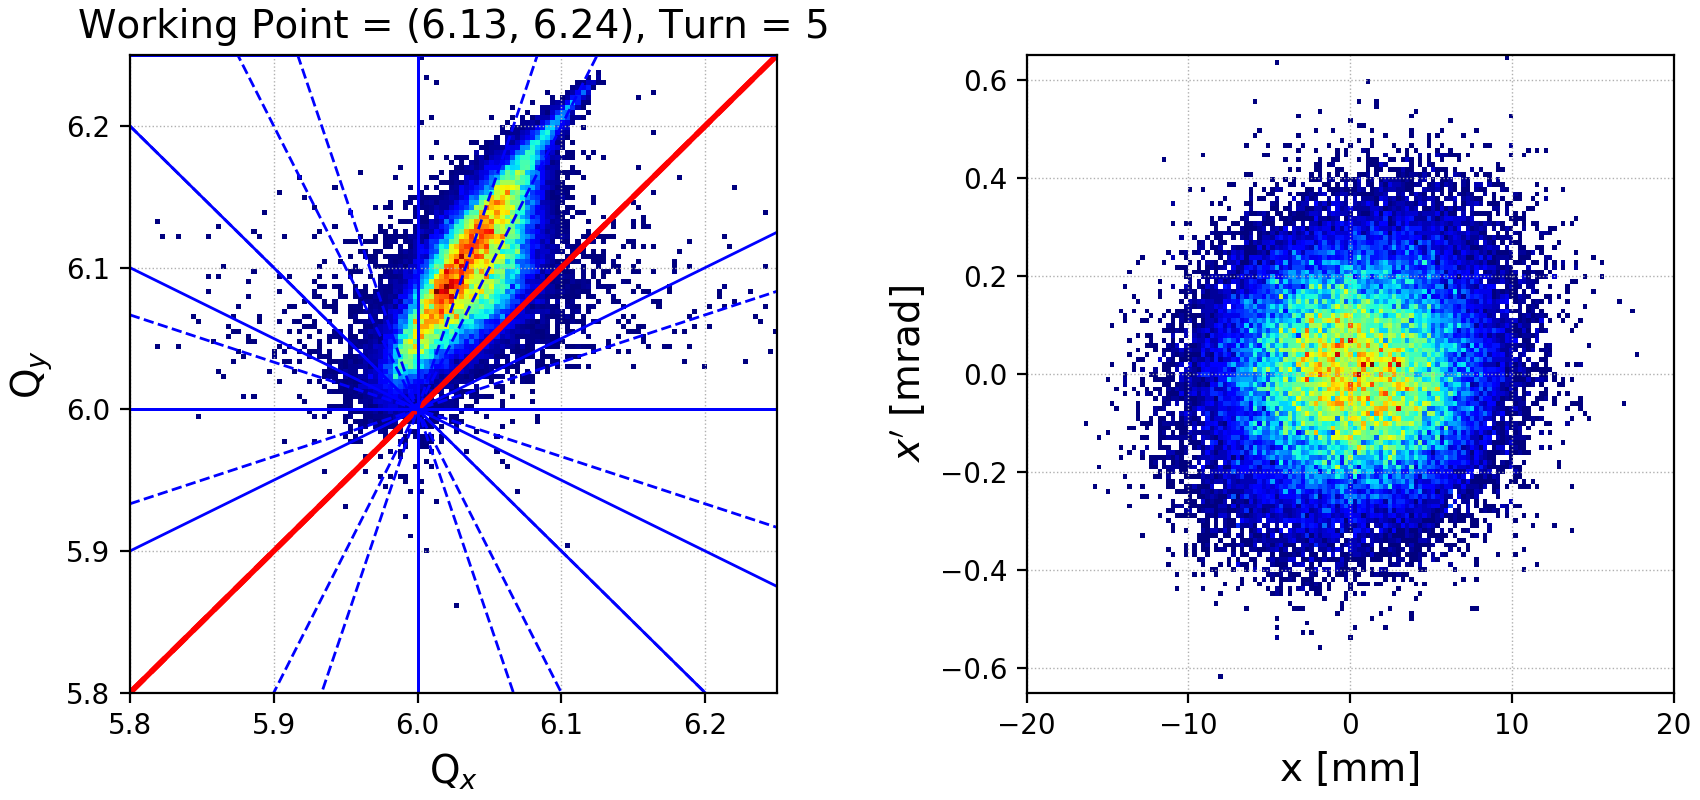 Working Point = (6.13, 6.24), Turn = 5
6.2
6.1
6.0
5.9
5.8
Qy
5.8 5.9 6.0 6.1 6.2
Qx
0.6
0.4
0.2
0.0
−0.2
−0.4
−0.6
x′ [mrad]
−20 −10 0 10 20
x [mm]